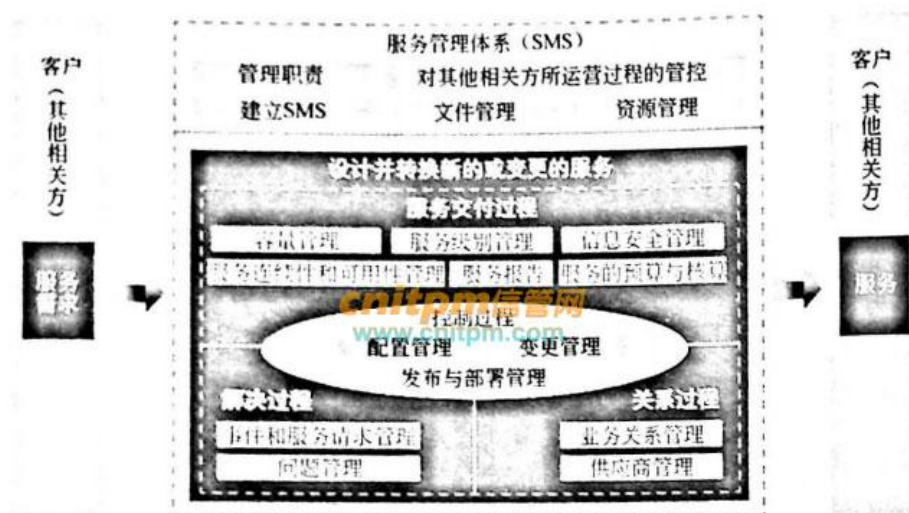 服务管理体系（SMS）
管理职责 对其他相关方所运营过程的管控
建立SMS 文件管理 资源管理
客户（其他相关方）
服务需求
设计并转换新的或变更的服务
服务交付过程
容量管理 服务级别管理 信息安全管理
服务连续性和可用性管理 服务报告 服务的预算与核算
cnitpm信管网
www.cnitpm.com
控制过程
配置管理 变更管理
发布与部署管理
解决过程 关系过程
事件和服务请求管理 业务关系管理
问题管理 供应商管理
客户（其他相关方）
服务